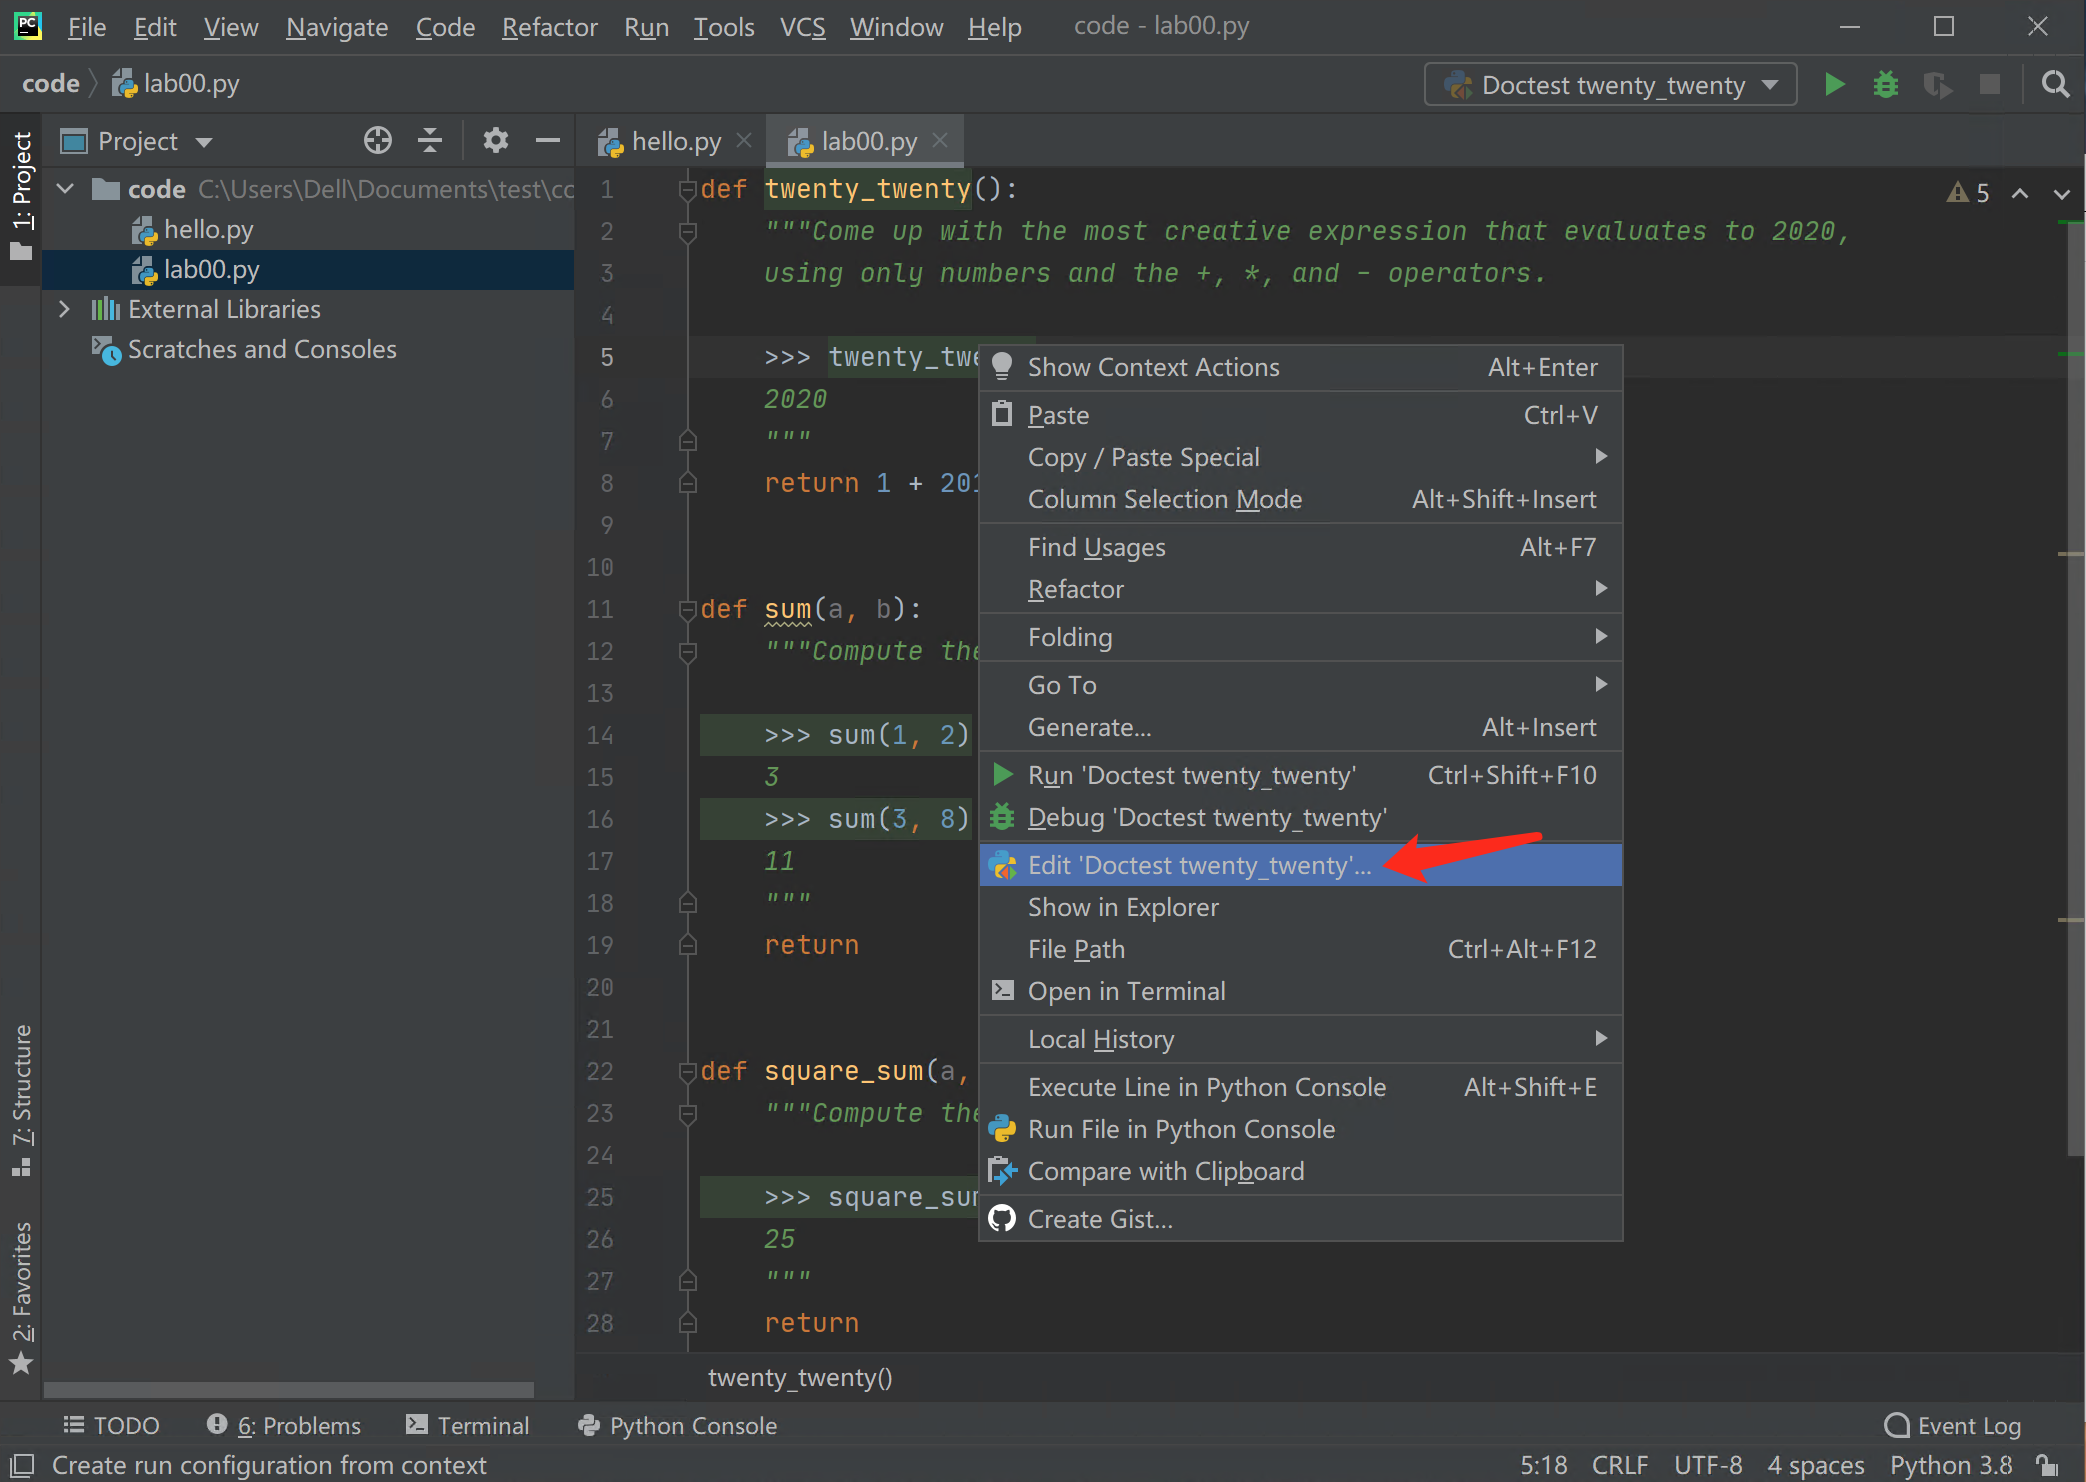 PC File Edit View Navigate Code Refactor Run Tools VCS Window Help code - lab00.py
code lab00.py Doctest twenty_twenty
1: Project
Project
hello.py lab00.py
code C:\Users\Dell\Documents\test\co
hello.py
lab00.py
External Libraries
Scratches and Consoles
5
1 def twenty_twenty():
2 """Come up with the most creative expression that evaluates to 2020,
3 using only numbers and the +, *, and - operators.
4
5 >>> twenty_twe
6 2020
7 """
8 return 1 + 201
9
10
11 def sum(a, b):
12 """Compute the
13
14 >>> sum(1, 2)
15 3
16 >>> sum(3, 8)
17 11
18 """
19 return
20
21
22 def square_sum(a,
23 """Compute the
24
25 >>> square_sum
26 25
27 """
28 return
Show Context Actions Alt+Enter
Paste Ctrl+V
Copy / Paste Special
Column Selection Mode Alt+Shift+Insert
Find Usages Alt+F7
Refactor
Folding
Go To
Generate... Alt+Insert
Run 'Doctest twenty_twenty' Ctrl+Shift+F10
Debug 'Doctest twenty_twenty'
Edit 'Doctest twenty_twenty'...
Show in Explorer
File Path Ctrl+Alt+F12
Open in Terminal
Local History
Execute Line in Python Console Alt+Shift+E
Run File in Python Console
Compare with Clipboard
Create Gist...
7: Structure
2: Favorites
twenty_twenty()
TODO 6: Problems Terminal Python Console Event Log
Create run configuration from context 5:18 CRLF UTF-8 4 spaces Python 3.8